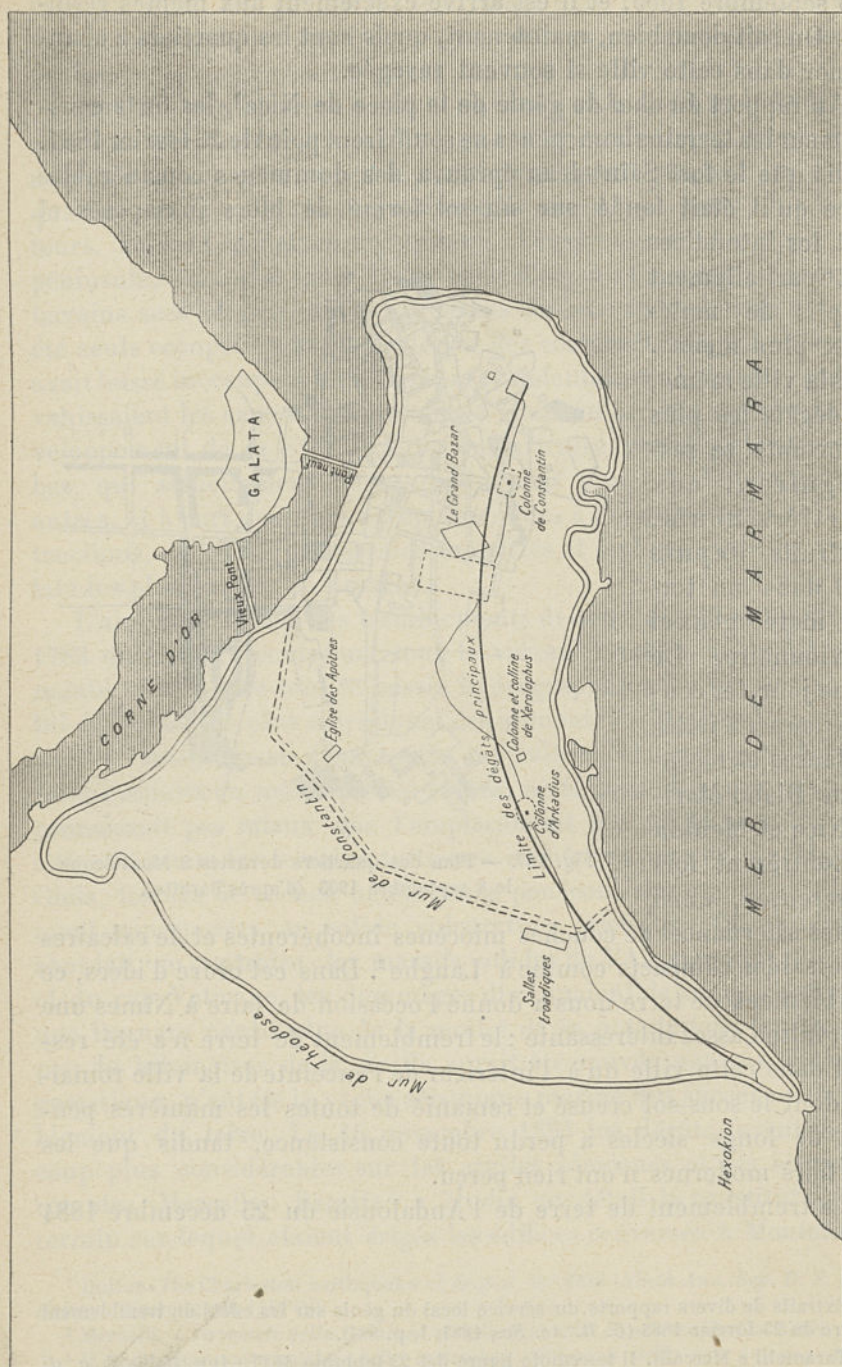 GALATA
Pont neuf
Vieux Pont
CORNE D'OR
Le Grand Bazar
Colonne
de Constantin
Eglise des Apôtres
Mur de Constantin
Limite des dégâts principaux
Colonne et colline
de Xerolophus
Colonne
d'Arkadius
Salles
troadiques
Mur de Théodose
Hexokion
MER DE MARMARA